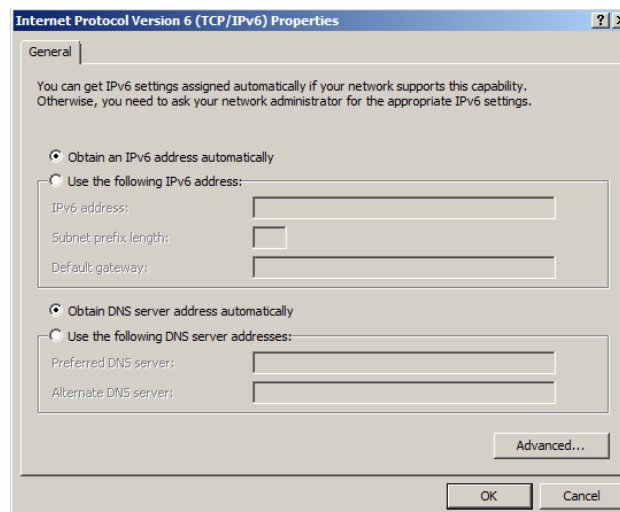 Internet Protocol Version 6 (TCP/IPv6) Properties
General
You can get IPv6 settings assigned automatically if your network supports this capability.
Otherwise, you need to ask your network administrator for the appropriate IPv6 settings.
Obtain an IPv6 address automatically
Use the following IPv6 address:
IPv6 address:
Subnet prefix length:
Default gateway:
Obtain DNS server address automatically
Use the following DNS server addresses:
Preferred DNS server:
Alternate DNS server:
Advanced...
OK Cancel